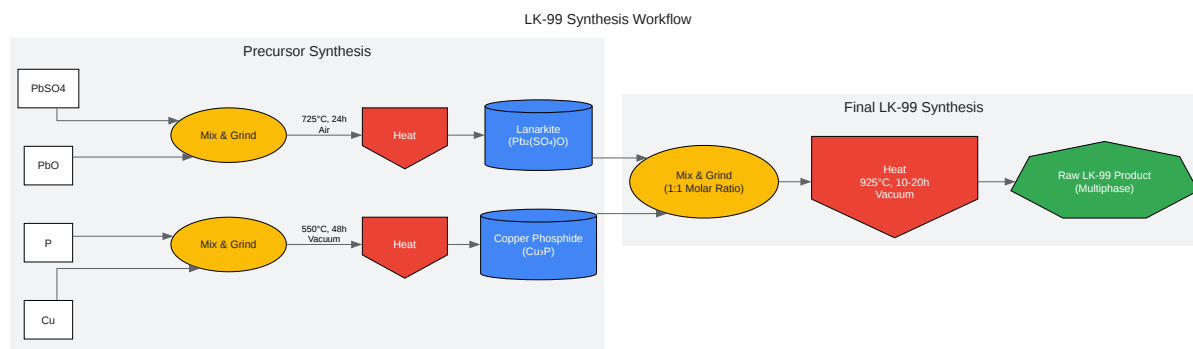 LK-99 Synthesis Workflow
Precursor Synthesis
PbSO4
PbO
Mix & Grind
725°C, 24h
Air
Heat
Lanarkite
(Pb₂(SO₄)O)
P
Cu
Mix & Grind
550°C, 48h
Vacuum
Heat
Copper Phosphide
(Cu₃P)
Final LK-99 Synthesis
Mix & Grind
(1:1 Molar Ratio)
Heat
925°C, 10-20h
Vacuum
Raw LK-99 Product
(Multiphase)